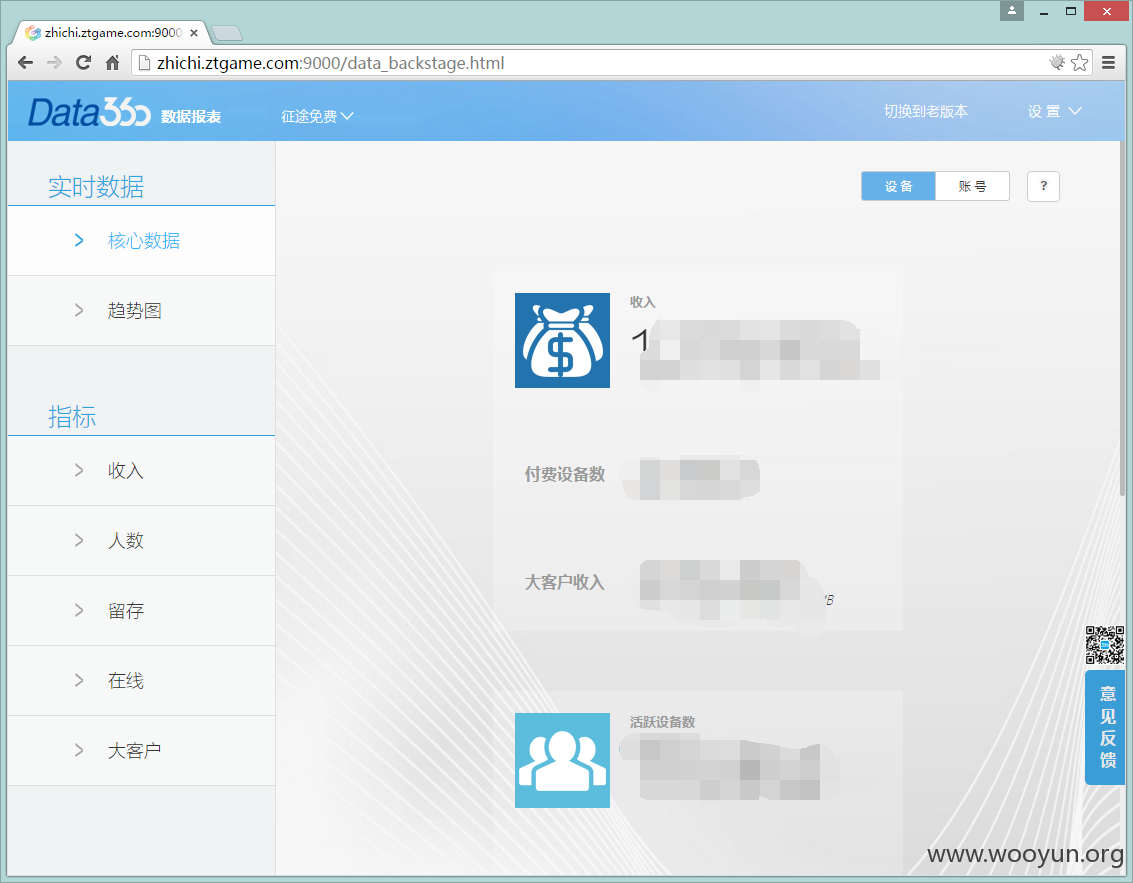 zhichi.ztgame.com:9000
zhichi.ztgame.com:9000/data_backstage.html
Data360 数据报表
征途免费
切换到老版本
设 置
实时数据
核心数据
趋势图
指标
收入
人数
留存
在线
大客户
设 备
账 号
?
收入
1
付费设备数
大客户收入
活跃设备数
意见反馈
www.wooyun.org